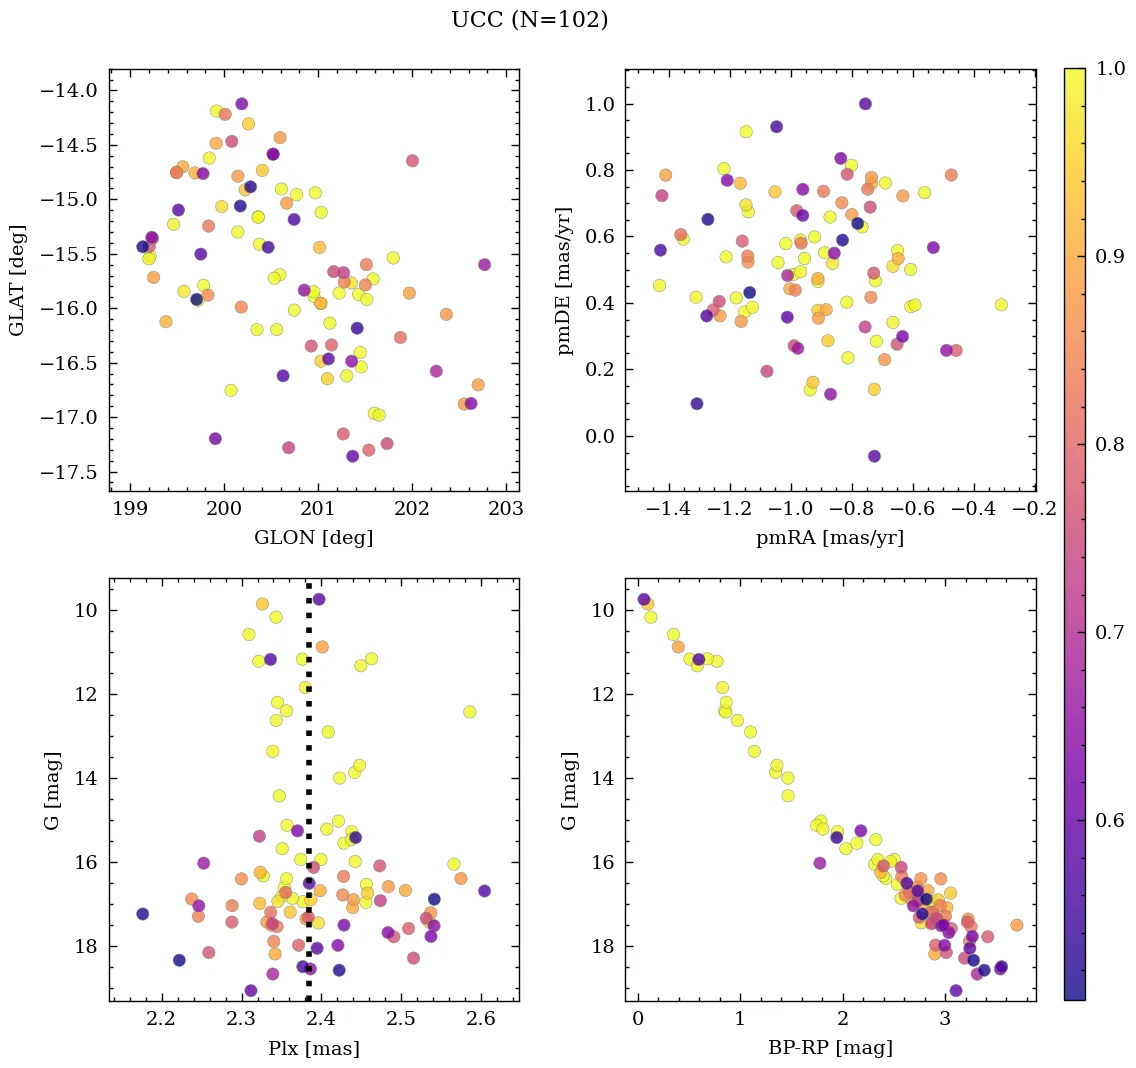 UCC (N=102)
−14.0
−14.5
−15.0
−15.5
−16.0
−16.5
−17.0
−17.5
GLAT [deg]
199 200 201 202 203
GLON [deg]
1.0
0.8
0.6
0.4
0.2
0.0
pmDE [mas/yr]
−1.4 −1.2 −1.0 −0.8 −0.6 −0.4 −0.2
pmRA [mas/yr]
10
12
14
16
18
G [mag]
2.2 2.3 2.4 2.5 2.6
Plx [mas]
10
12
14
16
18
G [mag]
0 1 2 3
BP-RP [mag]
1.0
0.9
0.8
0.7
0.6